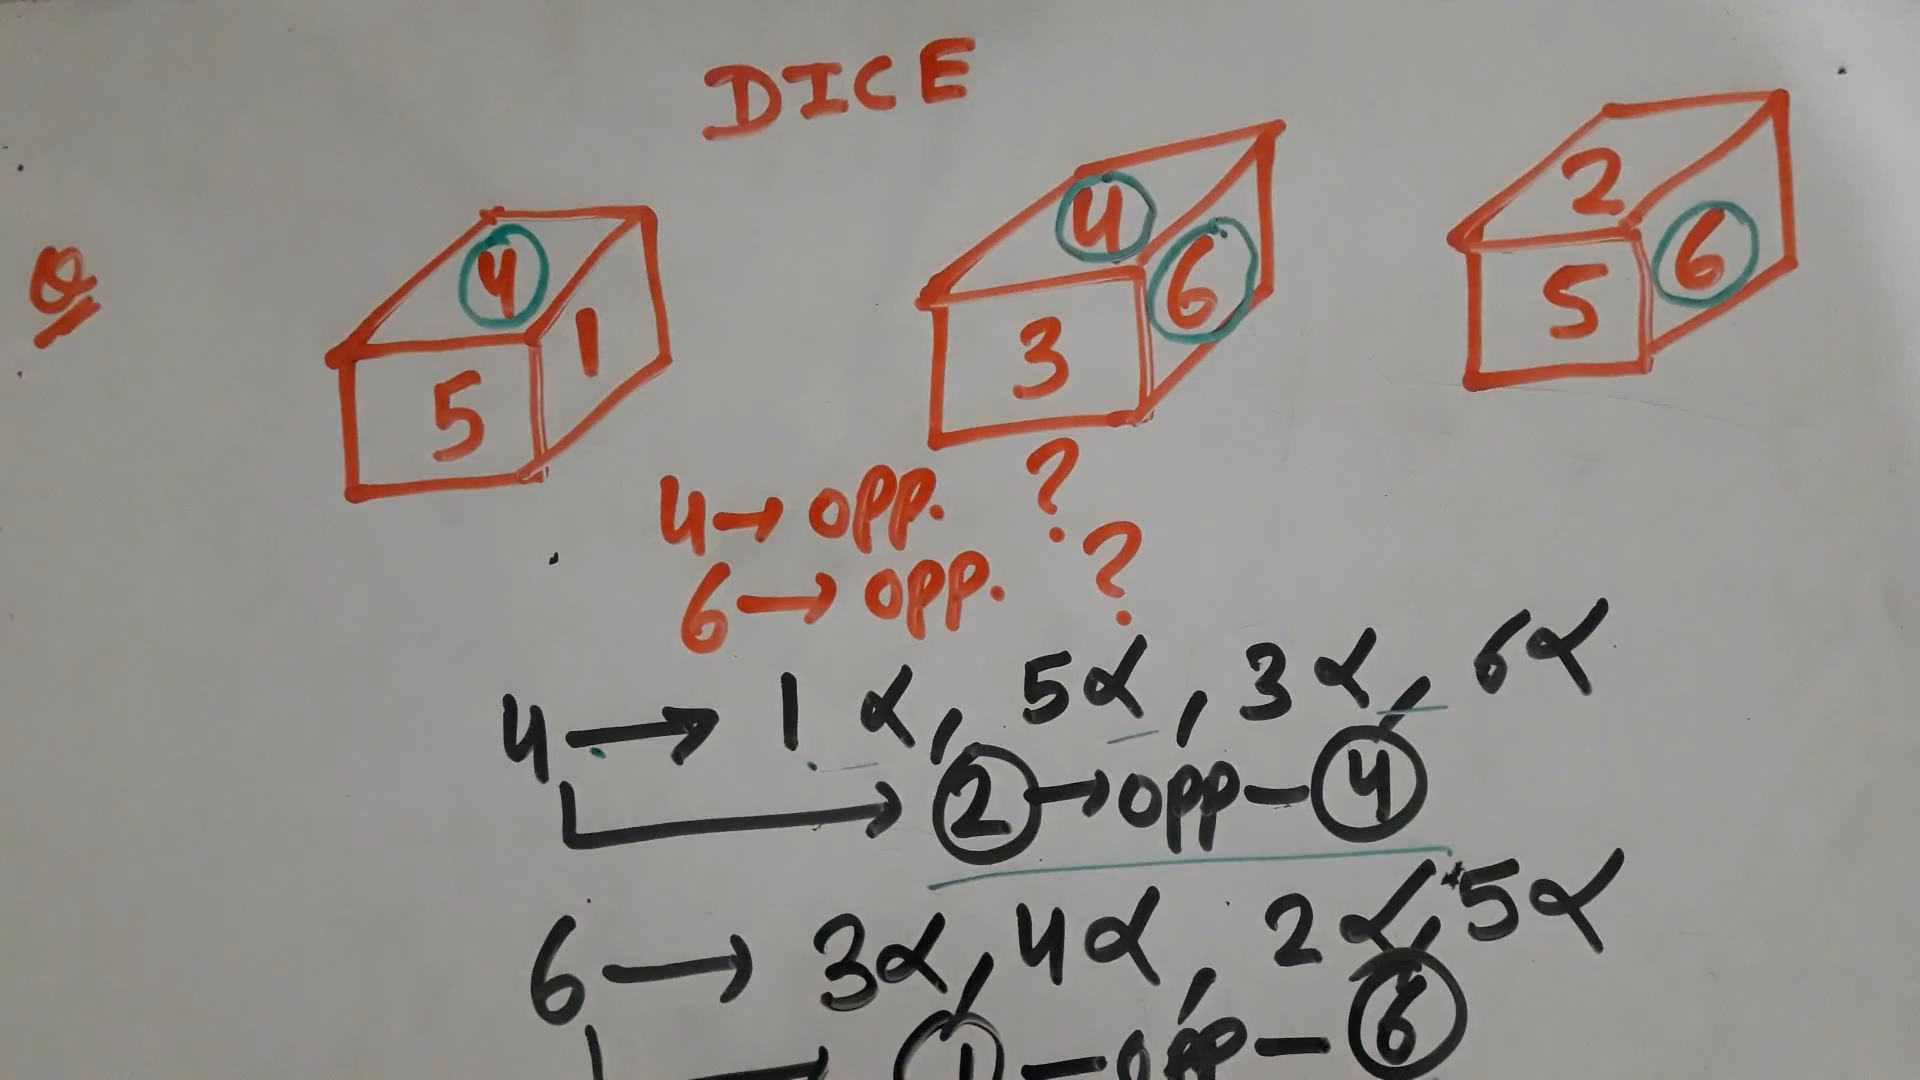 DICE
Q
4
5
1
4
3
6
2
5
6
4 → opp. ?
6 → opp. ?
4 → 1 ✗, 5 ✗, 3 ✗, 6 ✗
2 → opp – 4
6 → 3 ✗, 4 ✗, 2 ✗, 5 ✗
1 – opp – 6